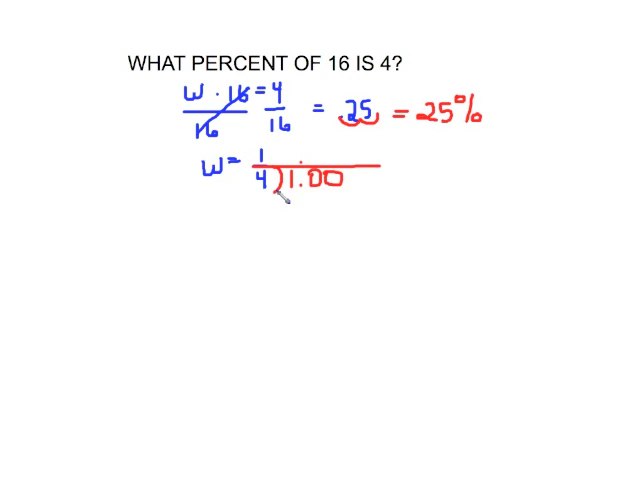 WHAT PERCENT OF 16 IS 4?
W · 16 = 4
16 16 = .25 = 25%
W = 1
4 ) 1.00